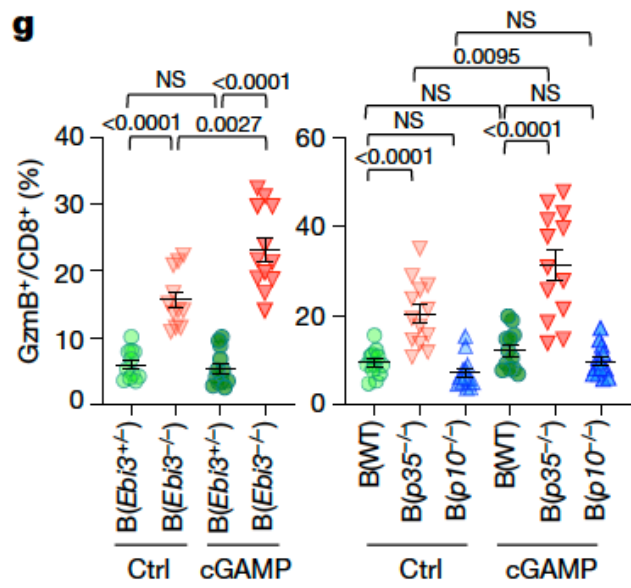 g
NS <0.0001
<0.0001 0.0027
GzmB⁺/CD8⁺ (%)
40
30
20
10
0
B(Ebi3⁺/⁻)
B(Ebi3⁻/⁻)
B(Ebi3⁺/⁻)
B(Ebi3⁻/⁻)
Ctrl cGAMP
NS
0.0095
NS NS
NS <0.0001
<0.0001
60
40
20
0
B(WT)
B(p35⁻/⁻)
B(p10⁻/⁻)
B(WT)
B(p35⁻/⁻)
B(p10⁻/⁻)
Ctrl cGAMP